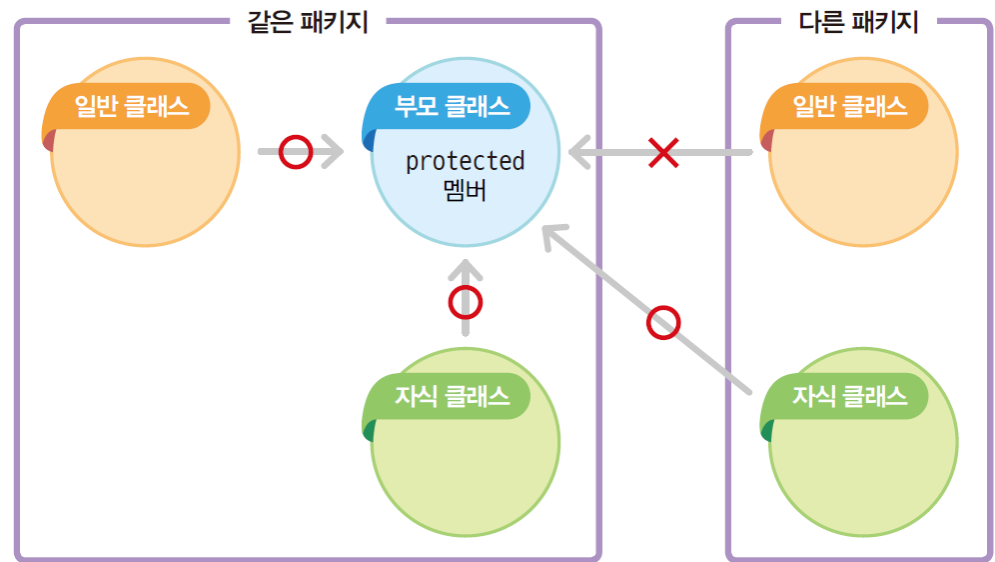 같은 패키지
다른 패키지
일반 클래스
부모 클래스
일반 클래스
protected
멤버
자식 클래스
자식 클래스